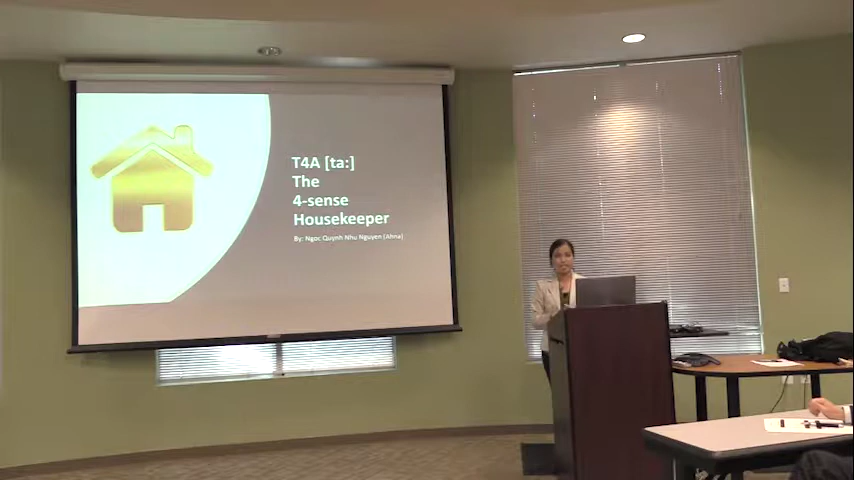 T4A [ta:]
The
4-sense
Housekeeper
By: Ngoc Quynh Nhu Nguyen (Ahna)